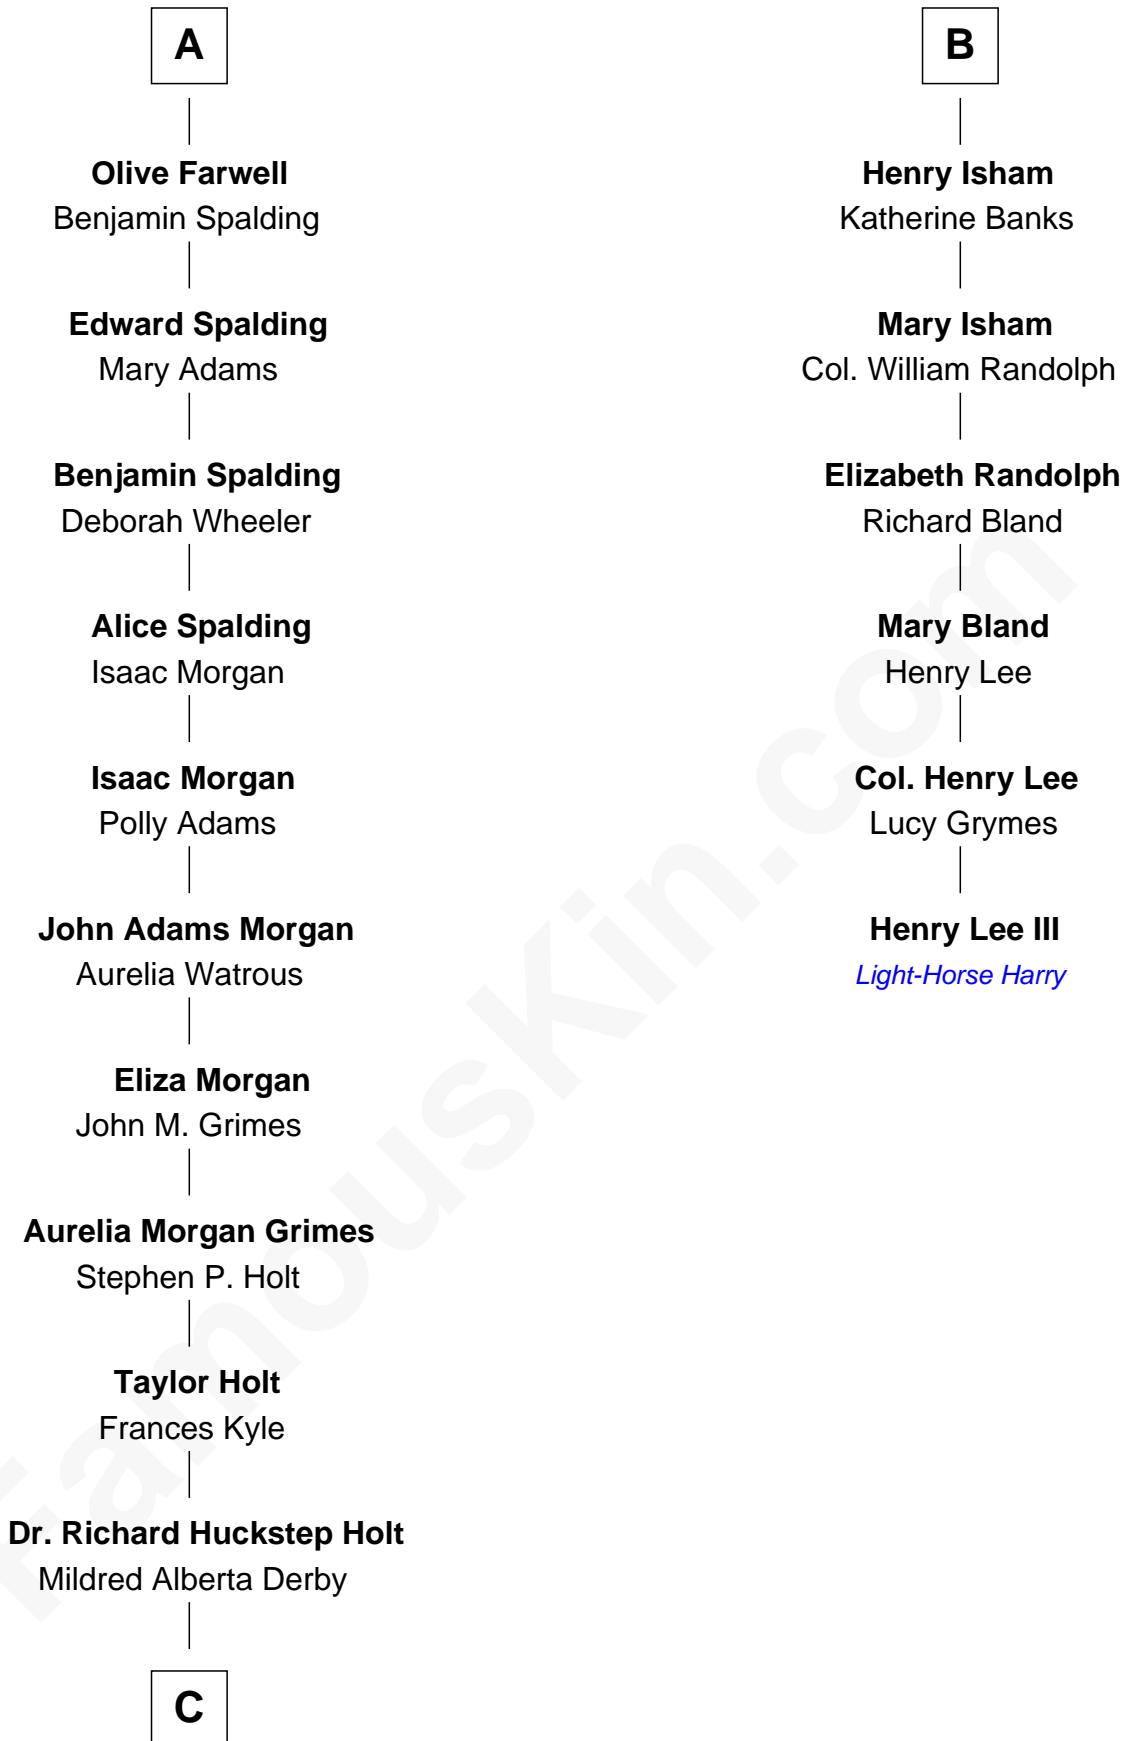 A
Olive Farwell
Benjamin Spalding
Edward Spalding
Mary Adams
Benjamin Spalding
Deborah Wheeler
Alice Spalding
Isaac Morgan
Isaac Morgan
Polly Adams
John Adams Morgan
Aurelia Watrous
Eliza Morgan
John M. Grimes
Aurelia Morgan Grimes
Stephen P. Holt
Taylor Holt
Frances Kyle
Dr. Richard Huckstep Holt
Mildred Alberta Derby
C
B
Henry Isham
Katherine Banks
Mary Isham
Col. William Randolph
Elizabeth Randolph
Richard Bland
Mary Bland
Henry Lee
Col. Henry Lee
Lucy Grymes
Henry Lee III
Light-Horse Harry
FamousKin.com